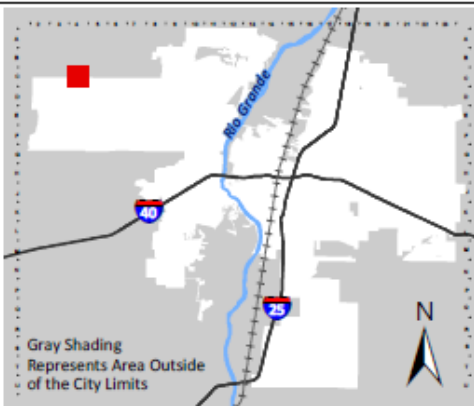 Rio Grande
40
25
N
Gray Shading
Represents Area Outside
of the City Limits